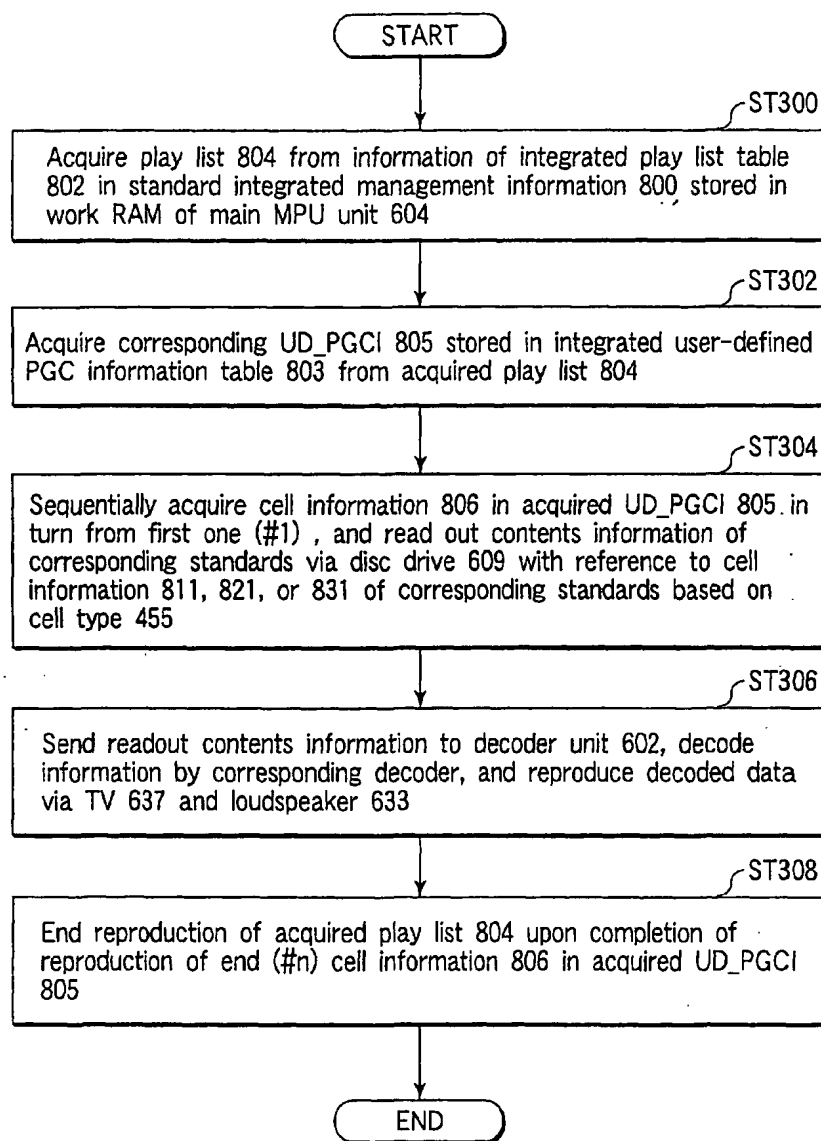 START
ST300
Acquire play list 804 from information of integrated play list table
802 in standard integrated management information 800 stored in
work RAM of main MPU unit 604
ST302
Acquire corresponding UD_PGCI 805 stored in integrated user-defined
PGC information table 803 from acquired play list 804
ST304
Sequentially acquire cell information 806 in acquired UD_PGCI 805 in
turn from first one (#1) , and read out contents information of
corresponding standards via disc drive 609 with reference to cell
information 811, 821, or 831 of corresponding standards based on
cell type 455
ST306
Send readout contents information to decoder unit 602, decode
information by corresponding decoder, and reproduce decoded data
via TV 637 and loudspeaker 633
ST308
End reproduction of acquired play list 804 upon completion of
reproduction of end (#n) cell information 806 in acquired UD_PGCI
805
END